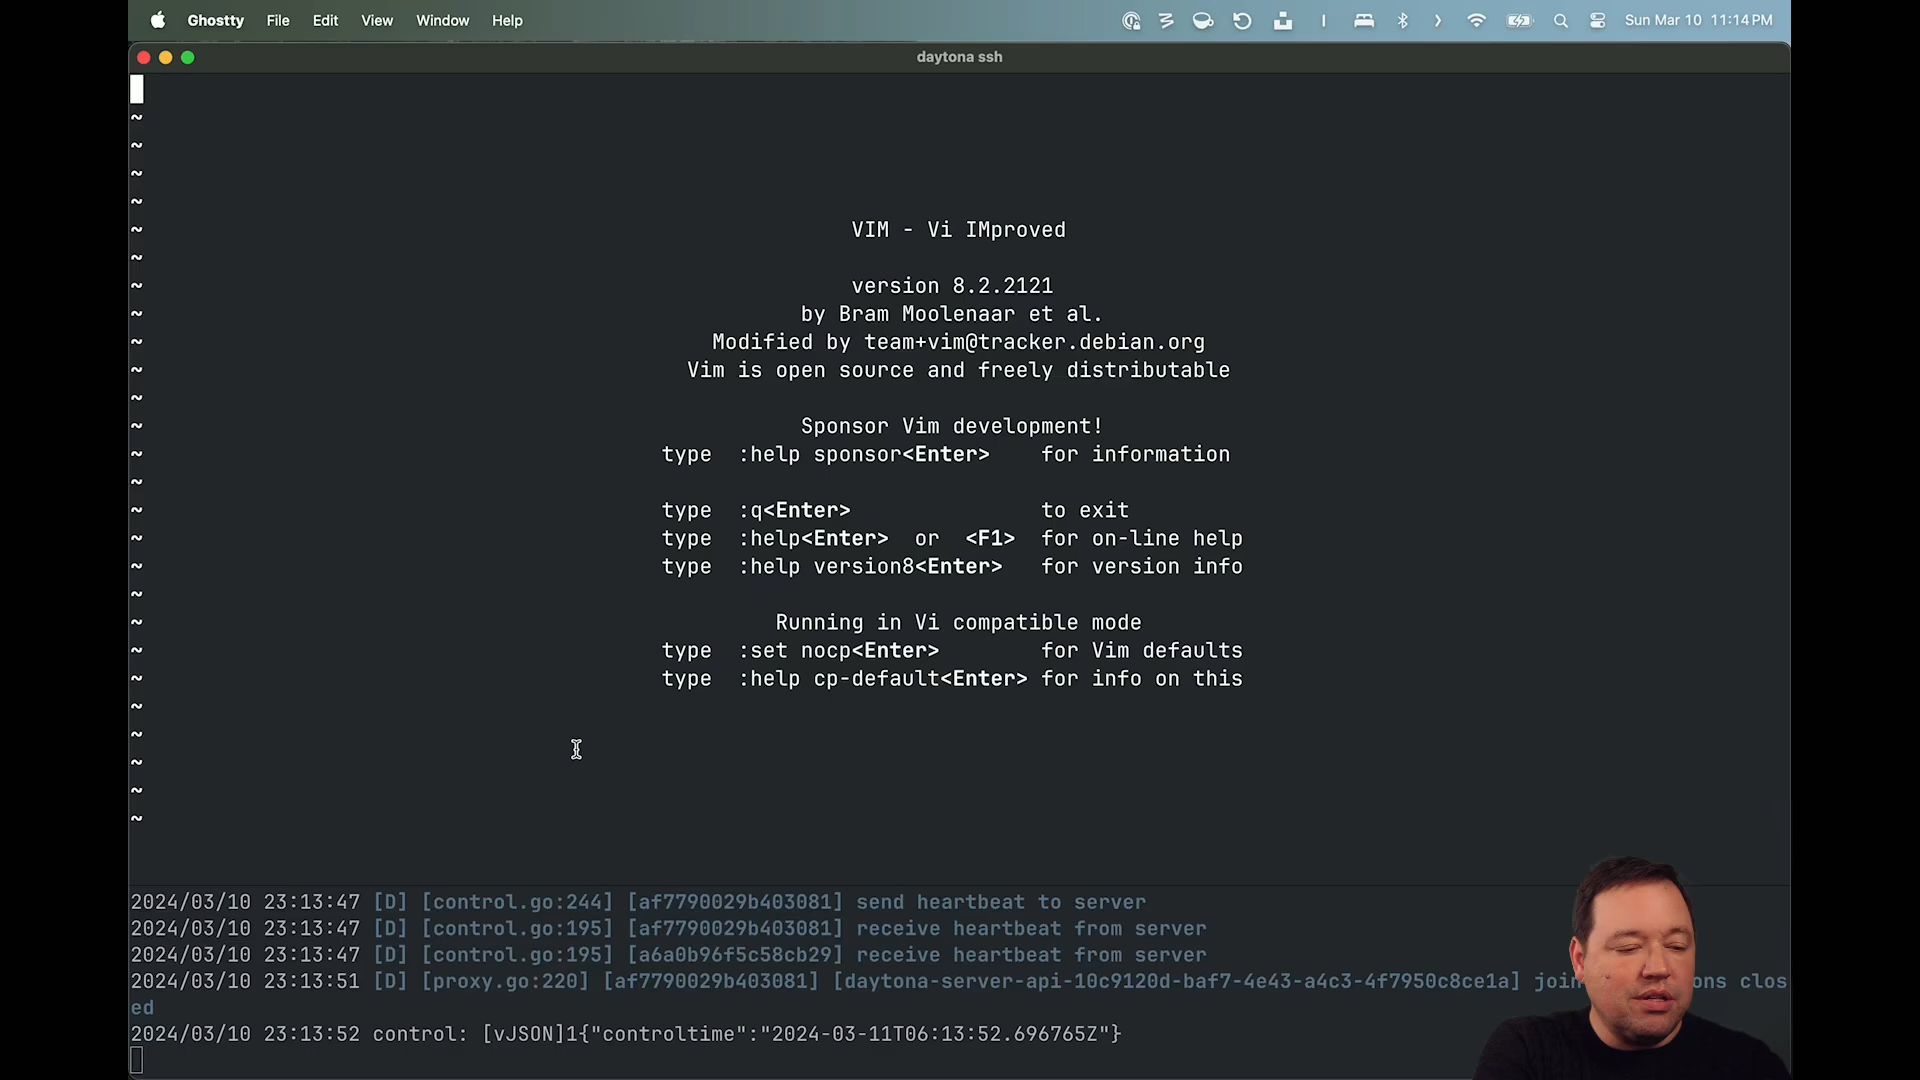 Ghostty File Edit View Window Help Sun Mar 10 11:14 PM
daytona ssh
~
~
~
~
~
VIM - Vi IMproved
~
~
version 8.2.2121
~
by Bram Moolenaar et al.
~
Modified by team+vim@tracker.debian.org
~
Vim is open source and freely distributable
~
~
Sponsor Vim development!
~
type :help sponsor<Enter> for information
~
~
type :q<Enter> to exit
~
type :help<Enter> or <F1> for on-line help
~
type :help version8<Enter> for version info
~
~
Running in Vi compatible mode
~
type :set nocp<Enter> for Vim defaults
~
type :help cp-default<Enter> for info on this
~
~
~
~
~
2024/03/10 23:13:47 [D] [control.go:244] [af7790029b403081] send heartbeat to server
2024/03/10 23:13:47 [D] [control.go:195] [af7790029b403081] receive heartbeat from server
2024/03/10 23:13:47 [D] [control.go:195] [a6a0b96f5c58cb29] receive heartbeat from server
2024/03/10 23:13:51 [D] [proxy.go:220] [af7790029b403081] [daytona-server-api-10c9120d-baf7-4e43-a4c3-4f7950c8ce1a] join ons clos
ed
2024/03/10 23:13:52 control: [vJSON]1{"controltime":"2024-03-11T06:13:52.696765Z"}